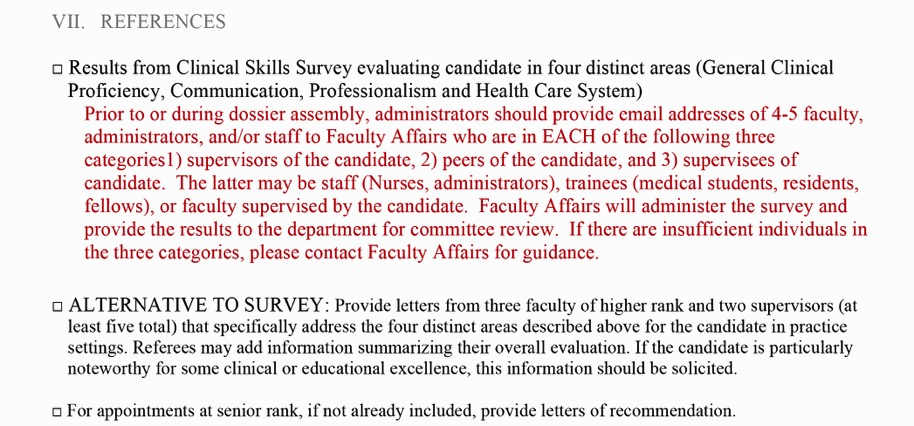 VII. REFERENCES
□ Results from Clinical Skills Survey evaluating candidate in four distinct areas (General Clinical
Proficiency, Communication, Professionalism and Health Care System)
Prior to or during dossier assembly, administrators should provide email addresses of 4-5 faculty,
administrators, and/or staff to Faculty Affairs who are in EACH of the following three
categories1) supervisors of the candidate, 2) peers of the candidate, and 3) supervisees of
candidate. The latter may be staff (Nurses, administrators), trainees (medical students, residents,
fellows), or faculty supervised by the candidate. Faculty Affairs will administer the survey and
provide the results to the department for committee review. If there are insufficient individuals in
the three categories, please contact Faculty Affairs for guidance.
□ ALTERNATIVE TO SURVEY: Provide letters from three faculty of higher rank and two supervisors (at
least five total) that specifically address the four distinct areas described above for the candidate in practice
settings. Referees may add information summarizing their overall evaluation. If the candidate is particularly
noteworthy for some clinical or educational excellence, this information should be solicited.
□ For appointments at senior rank, if not already included, provide letters of recommendation.